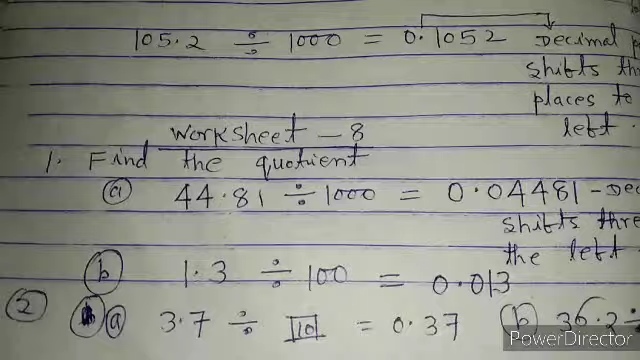 105.2 ÷ 1000 = 0.1052 Decimal
shifts
places to
left.
Worksheet - 8
1. Find the quotient
(a) 44.81 ÷ 1000 = 0.04481 -
shifts
the left.
(b) 1.3 ÷ 100 = 0.013
(2) (a) 3.7 ÷ 10 = 0.37 (b) 36.2 ÷
PowerDirector